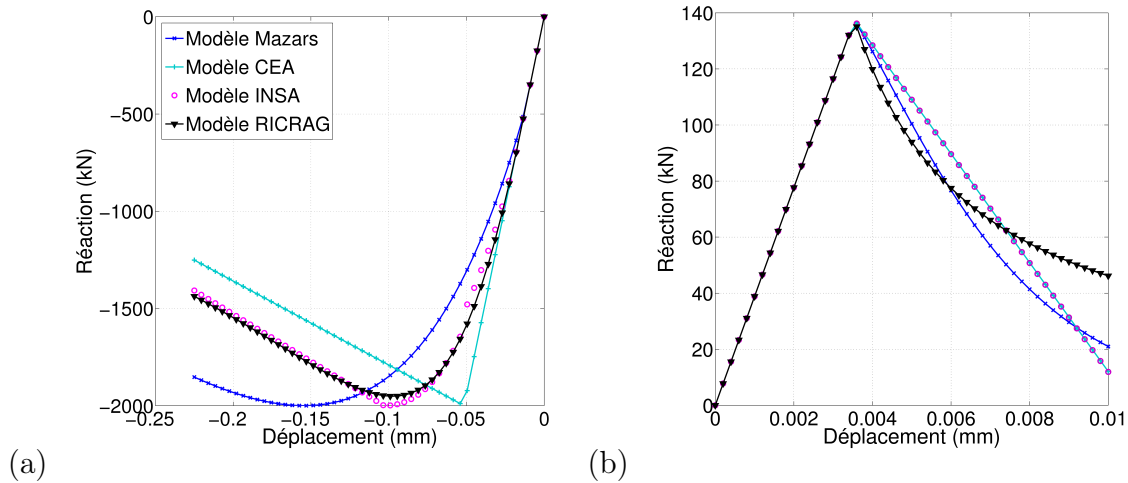 Modèle Mazars
Modèle CEA
Modèle INSA
Modèle RICRAG
0
−500
−1000
−1500
−2000
Réaction (kN)
−0.25
−0.2
−0.15
−0.1
−0.05
0
Déplacement (mm)
(a)
140
120
100
80
60
40
20
0
Réaction (kN)
0
0.002
0.004
0.006
0.008
0.01
Déplacement (mm)
(b)